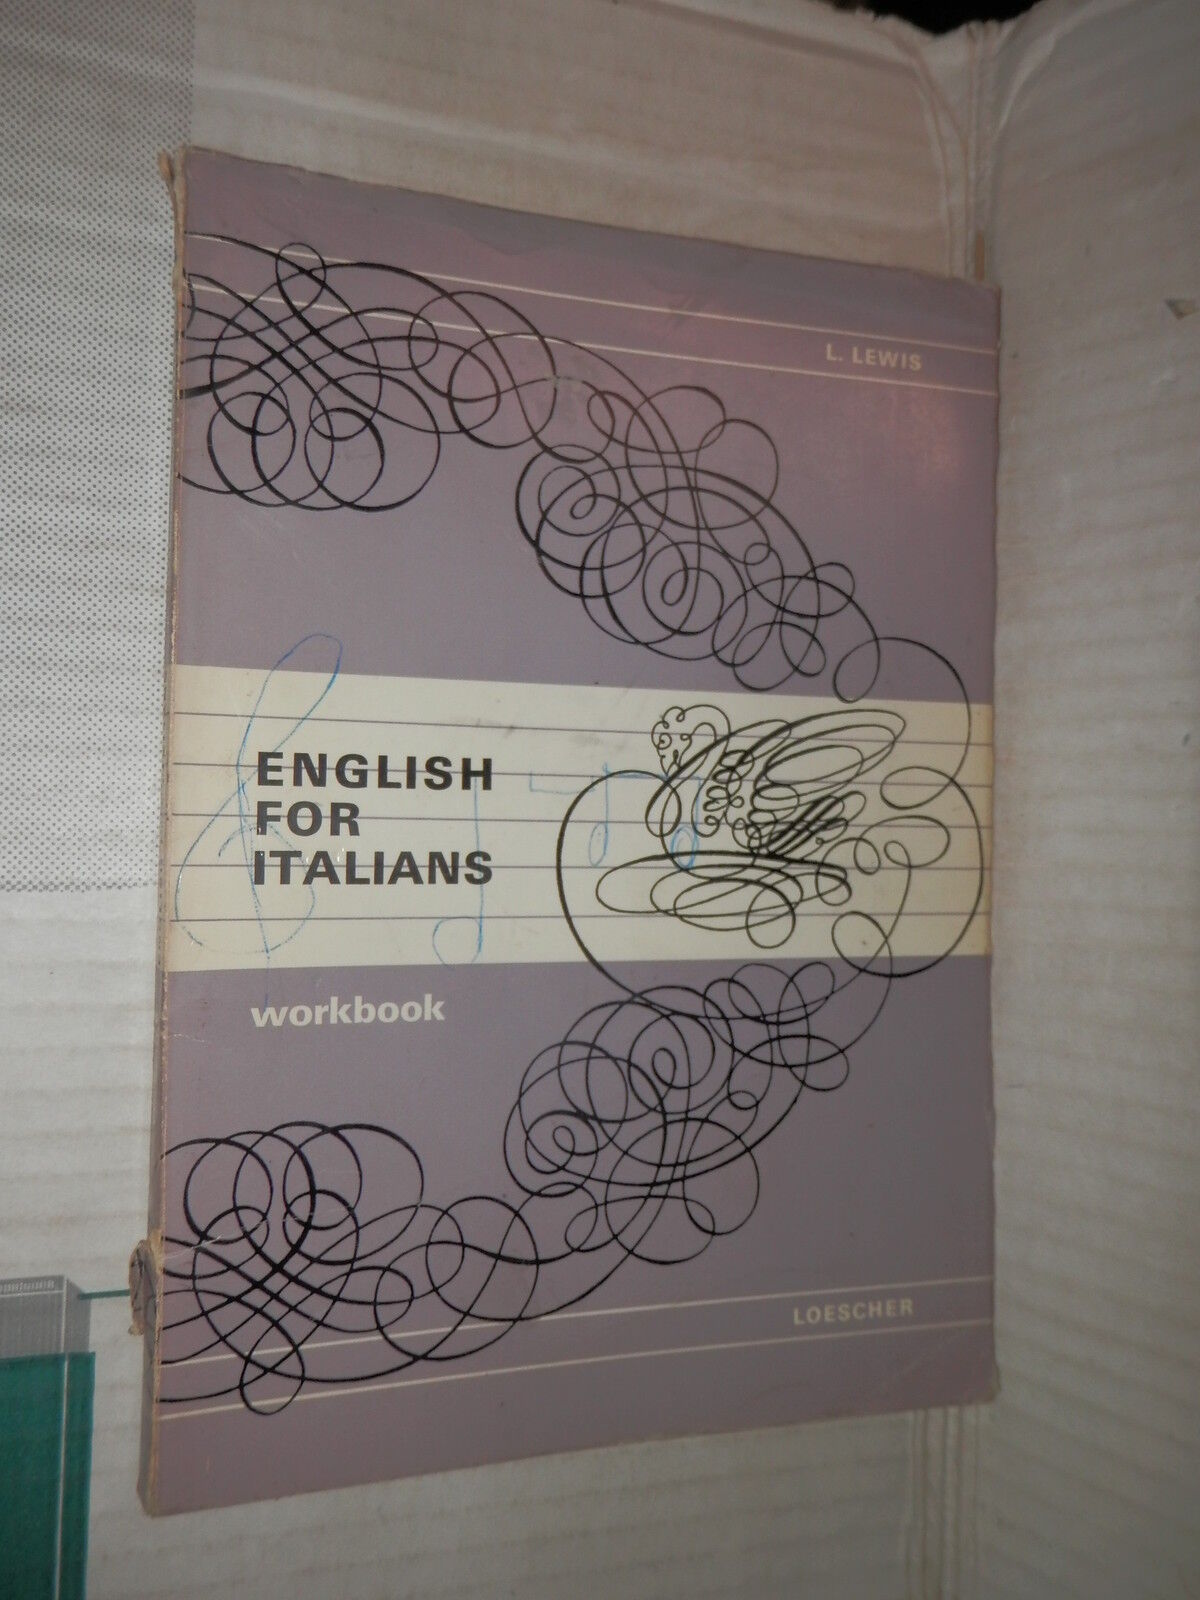 L. LEWIS
ENGLISH
FOR
ITALIANS
workbook
LOESCHER